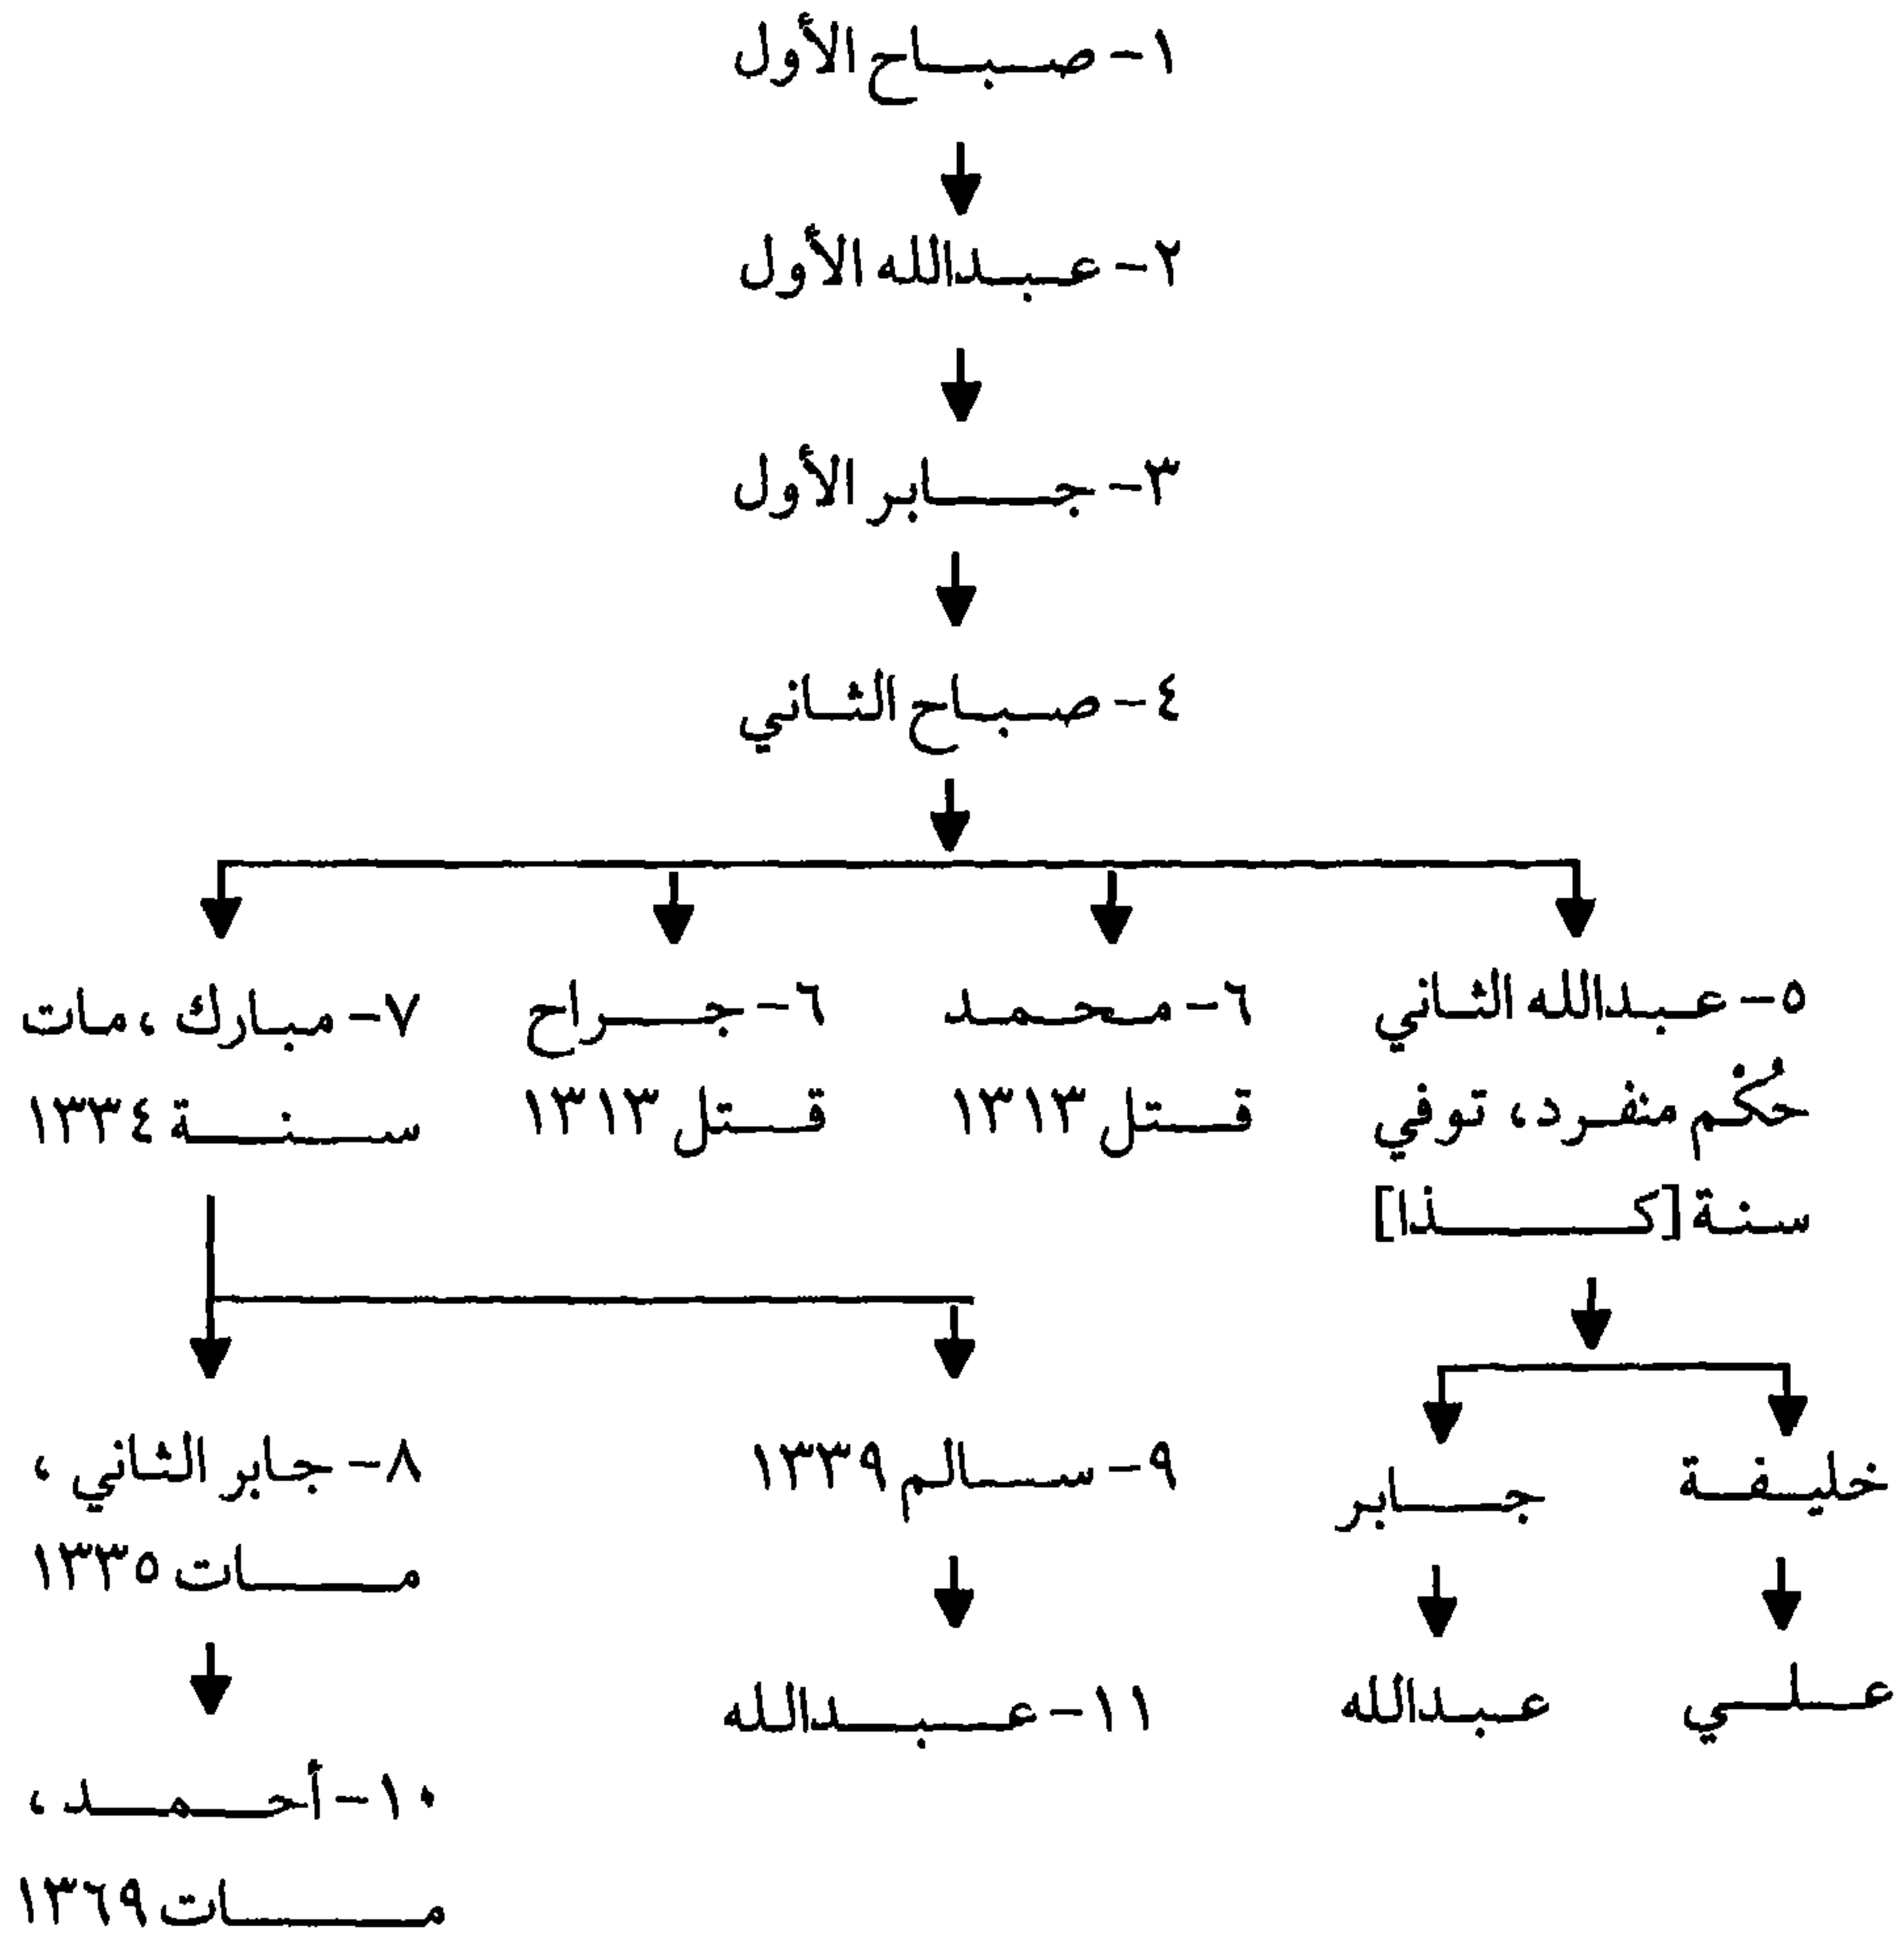 ١- صباح الأول
٢- عبدالله الأول
٣- جابر الأول
٤- صباح الثاني
٥- عبدالله الثاني
حُكْم منفرد، توفي
سنة [كذا]
٦- محمد
قتل ١٣١٣
٦- جراح
قتل ١٣١٣
٧- مبارك، مات
سنة ١٣٣٤
خليفة
جابر
٩- سالم ١٣٣٩
٨- جابر الثاني،
مات ١٣٣٥
علي
عبدالله
١١- عبدالله
١٠- أحمد،
مات ١٣٦٩